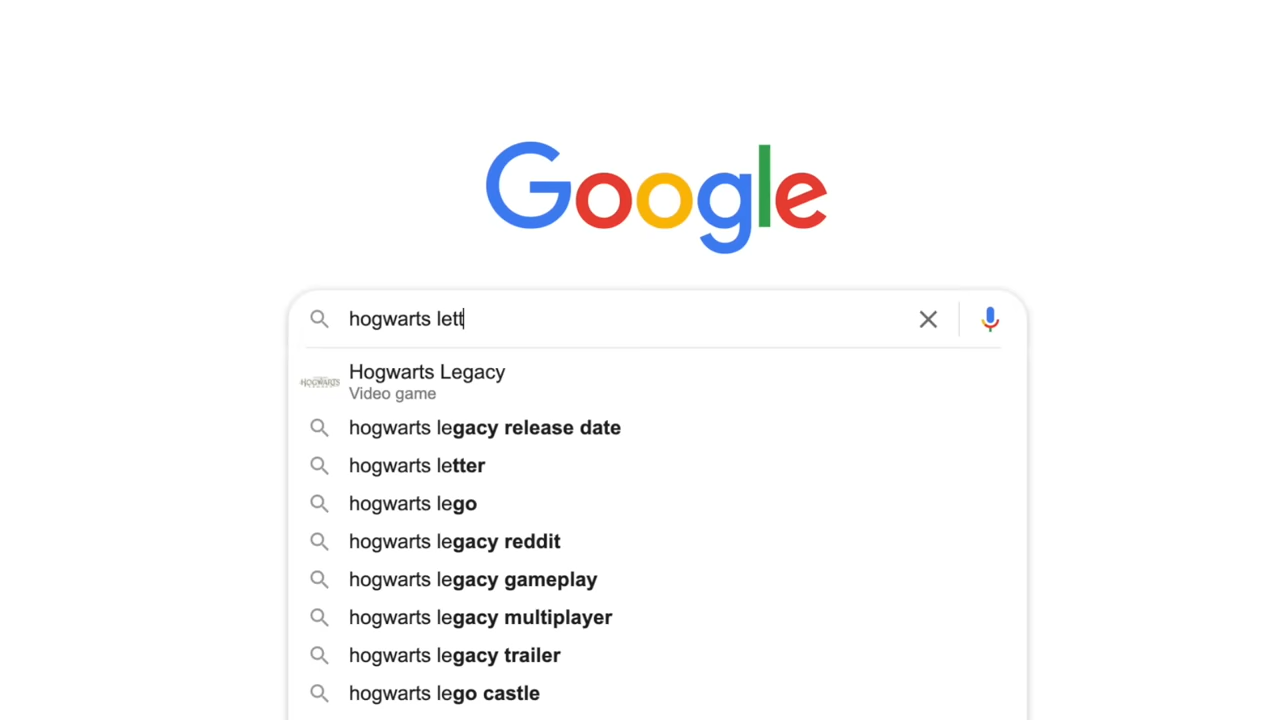 Google
hogwarts lett
Hogwarts Legacy
HOGWARTS
Video game
hogwarts legacy release date
hogwarts letter
hogwarts lego
hogwarts legacy reddit
hogwarts legacy gameplay
hogwarts legacy multiplayer
hogwarts legacy trailer
hogwarts lego castle